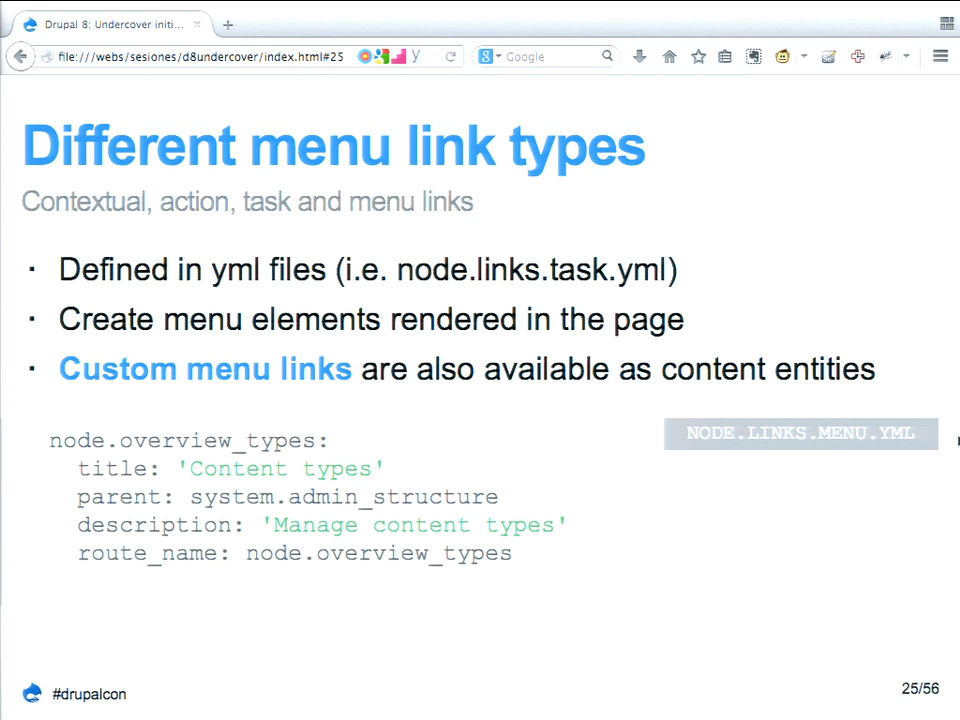 Drupal 8: Undercover initi...
file:///webs/sesiones/d8undercover/index.html#25
Google
Different menu link types
Contextual, action, task and menu links
· Defined in yml files (i.e. node.links.task.yml)
· Create menu elements rendered in the page
· Custom menu links are also available as content entities
NODE.LINKS.MENU.YML
node.overview_types:
title: 'Content types'
parent: system.admin_structure
description: 'Manage content types'
route_name: node.overview_types
#drupalcon
25/56